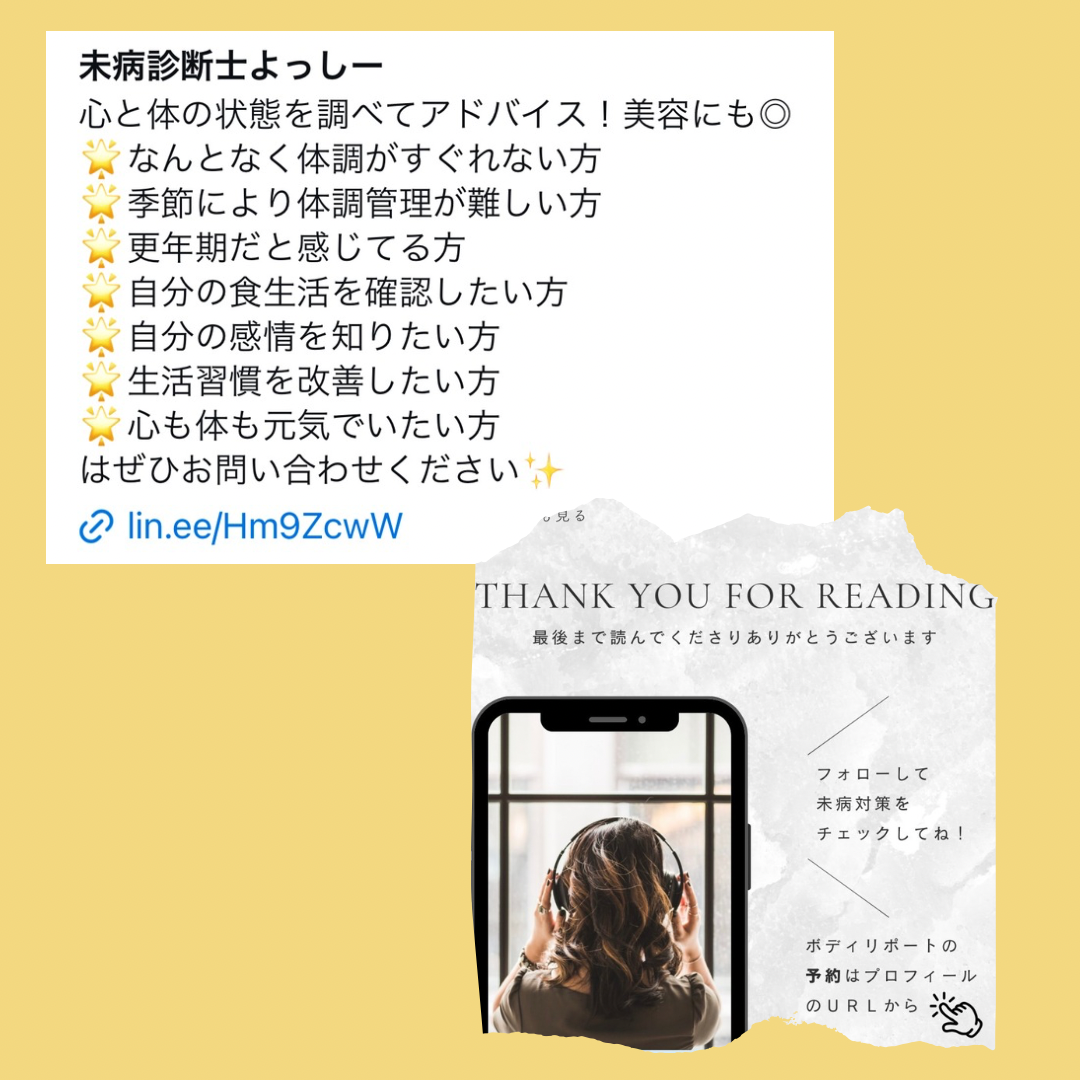 未病診断士よっしー
心と体の状態を調べてアドバイス！美容にも◎
🌟なんとなく体調がすぐれない方
🌟季節により体調管理が難しい方
🌟更年期だと感じてる方
🌟自分の食生活を確認したい方
🌟自分の感情を知りたい方
🌟生活習慣を改善したい方
🌟心も体も元気でいたい方
はぜひお問い合わせください✨
lin.ee/Hm9ZcwW
見る
THANK YOU FOR READING
最後まで読んでくださりありがとうございます
フォローして
未病対策を
チェックしてね！
ボディリポートの
予約はプロフィール
のＵＲＬから